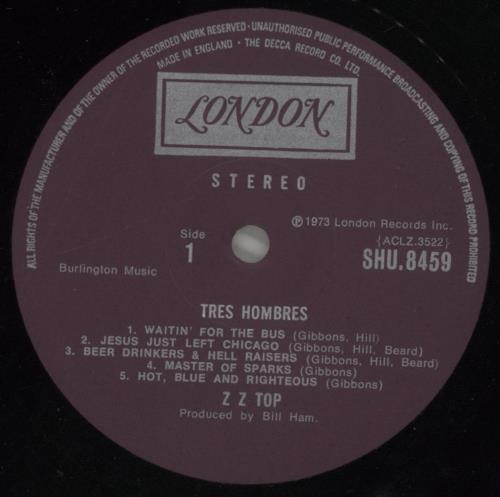 ALL RIGHTS OF THE MANUFACTURER AND OF THE OWNER OF THE RECORDED WORK RESERVED · UNAUTHORISED PUBLIC PERFORMANCE BROADCASTING AND COPYING OF THIS RECORD PROHIBITED
MADE IN ENGLAND · THE DECCA RECORD CO. LTD.
LONDON
STEREO
℗1973 London Records Inc.
Side
1
{ACLZ.3522}
SHU.8459
Burlington Music
TRES HOMBRES
1. WAITIN' FOR THE BUS (Gibbons, Hill)
2. JESUS JUST LEFT CHICAGO (Gibbons, Hill, Beard)
3. BEER DRINKERS & HELL RAISERS (Gibbons, Hill, Beard)
4. MASTER OF SPARKS (Gibbons)
5. HOT, BLUE AND RIGHTEOUS (Gibbons)
Z Z TOP
Produced by Bill Ham.